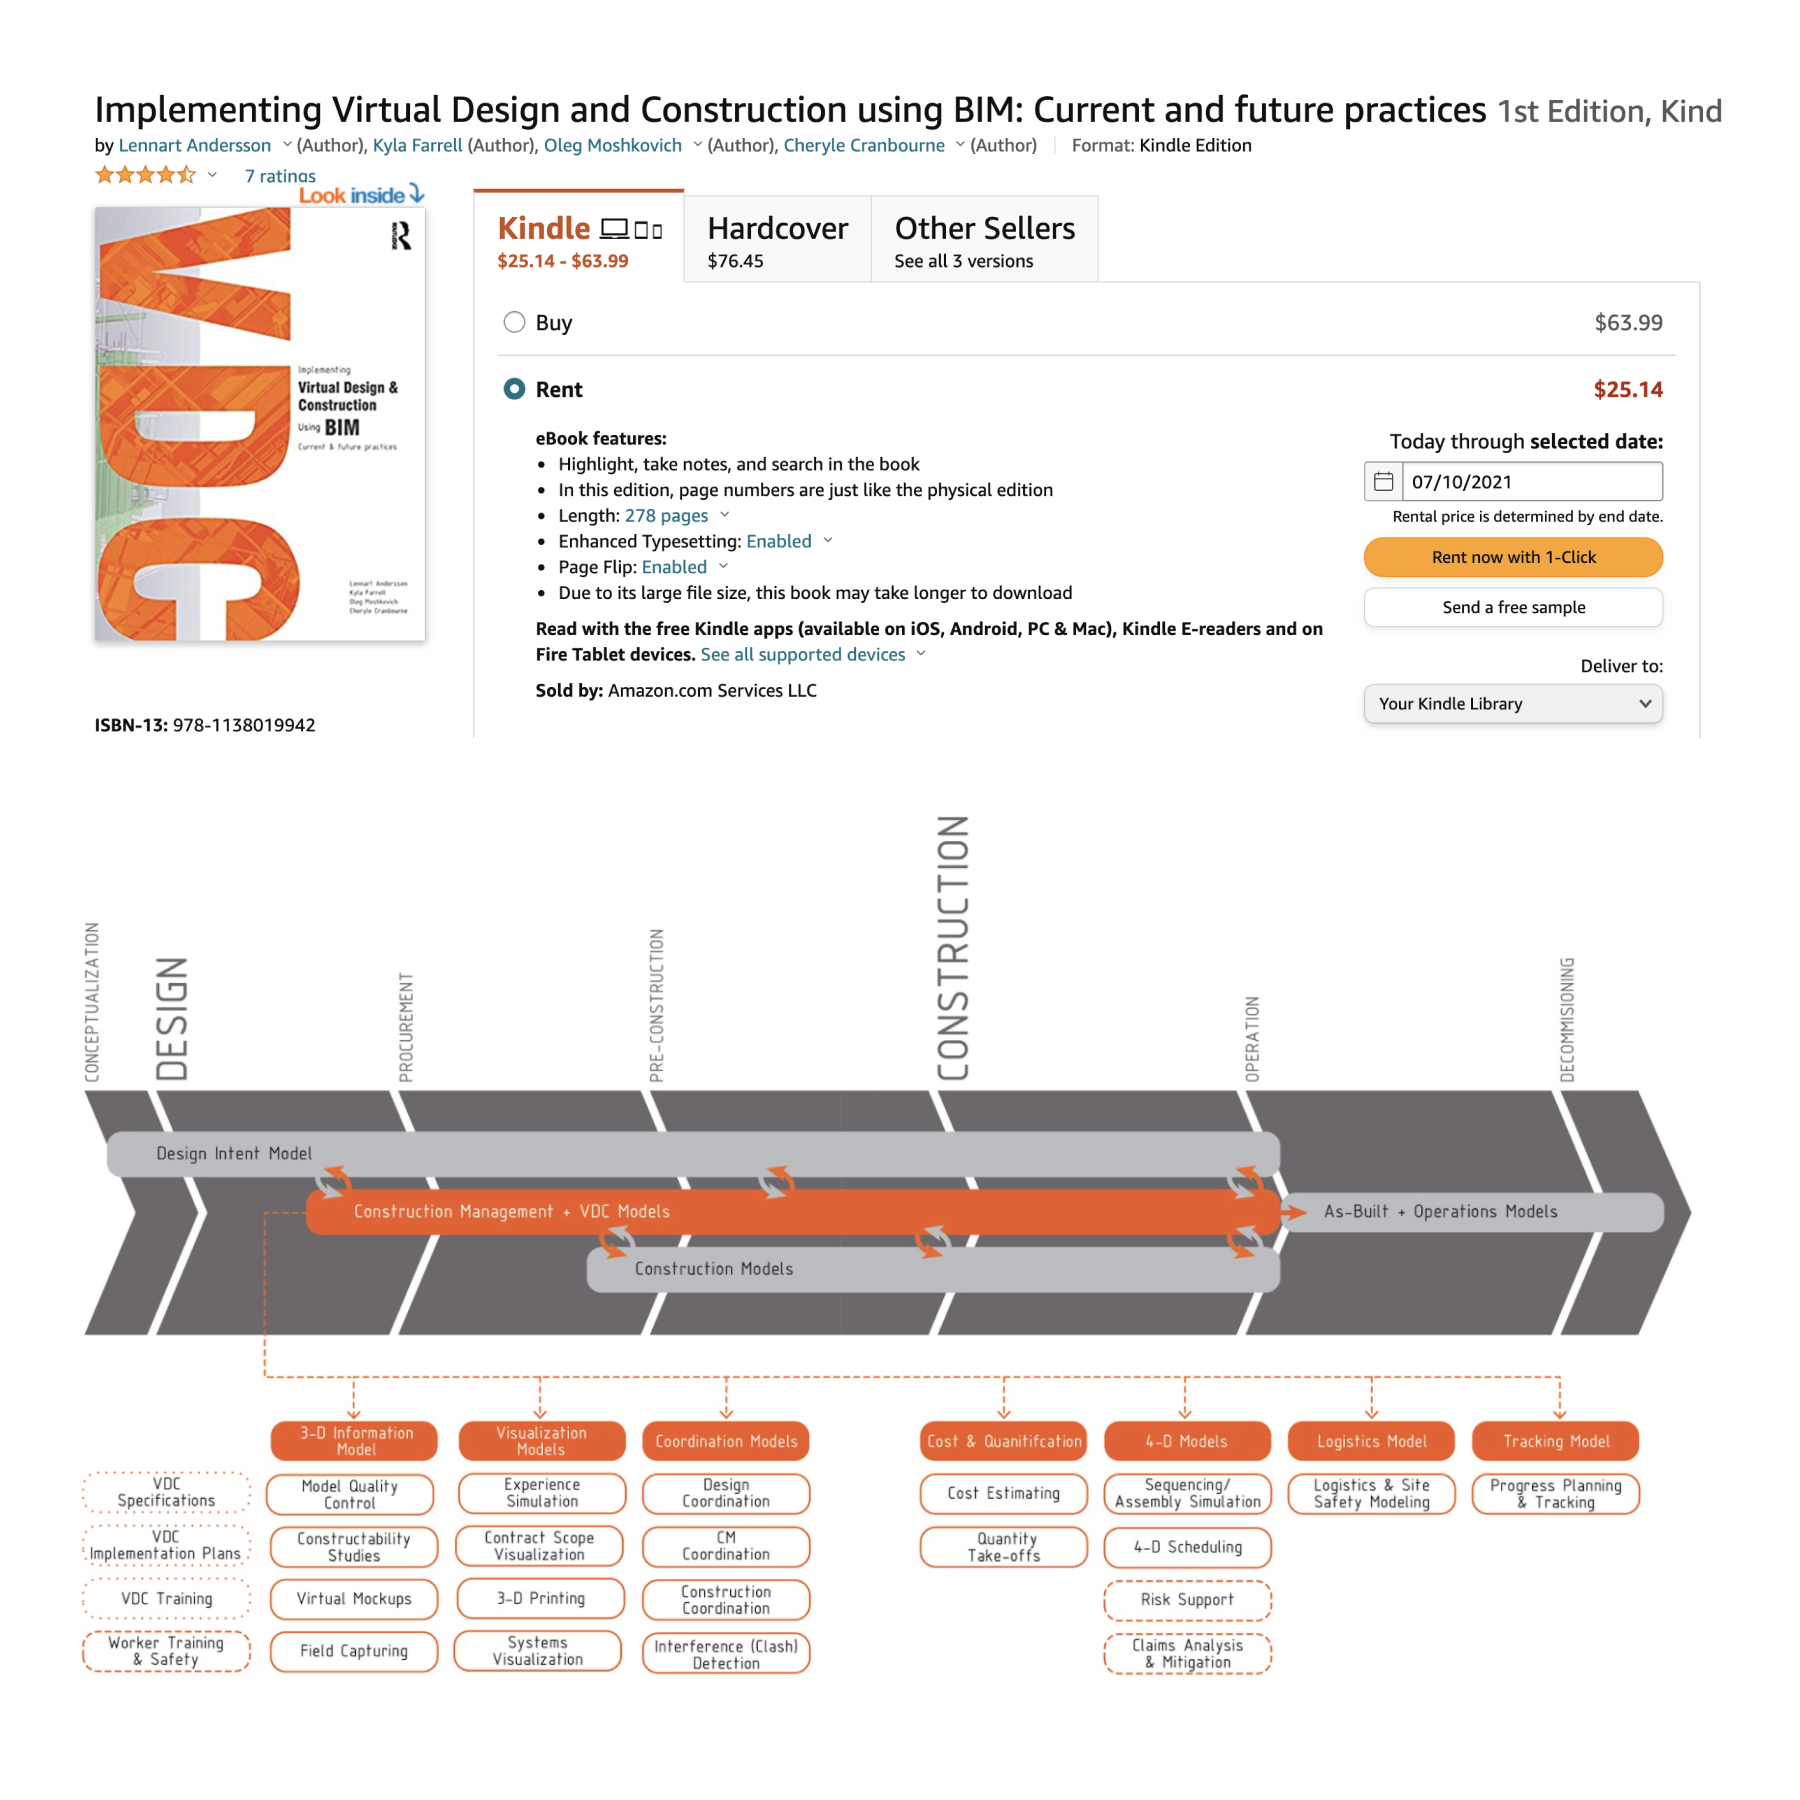 Implementing Virtual Design and Construction using BIM: Current and future practices 1st Edition, Kind
by Lennart Andersson (Author), Kyla Farrell (Author), Oleg Moshkovich (Author), Cheryle Cranbourne (Author) Format: Kindle Edition
7 ratings
Look inside
VDC
ROUTLEDGE
Implementing
Virtual Design &
Construction
Using BIM
Current & future practices
Lennart Andersson
Kyla Farrell
Oleg Moshkovich
Cheryle Cranbourne
ISBN-13: 978-1138019942
Kindle
$25.14 - $63.99
Hardcover
$76.45
Other Sellers
See all 3 versions
Buy $63.99
Rent $25.14
eBook features:
• Highlight, take notes, and search in the book
• In this edition, page numbers are just like the physical edition
• Length: 278 pages
• Enhanced Typesetting: Enabled
• Page Flip: Enabled
• Due to its large file size, this book may take longer to download
Read with the free Kindle apps (available on iOS, Android, PC & Mac), Kindle E-readers and on
Fire Tablet devices. See all supported devices
Sold by: Amazon.com Services LLC
Today through selected date:
07/10/2021
Rental price is determined by end date.
Rent now with 1-Click
Send a free sample
Deliver to:
Your Kindle Library
CONCEPTUALIZATION
DESIGN
PROCUREMENT
PRE-CONSTRUCTION
CONSTRUCTION
OPERATION
DECOMMISIONING
Design Intent Model
Construction Management + VDC Models
As-Built + Operations Models
Construction Models
VDC
Specifications
VDC
Implementation Plans
VDC Training
Worker Training
& Safety
3-D Information
Model
Model Quality
Control
Constructability
Studies
Virtual Mockups
Field Capturing
Visualization
Models
Experience
Simulation
Contract Scope
Visualization
3-D Printing
Systems
Visualization
Coordination Models
Design
Coordination
CM
Coordination
Construction
Coordination
Interference (Clash)
Detection
Cost & Quanitifcation
Cost Estimating
Quantity
Take-offs
4-D Models
Sequencing/
Assembly Simulation
4-D Scheduling
Risk Support
Claims Analysis
& Mitigation
Logistics Model
Logistics & Site
Safety Modeling
Tracking Model
Progress Planning
& Tracking